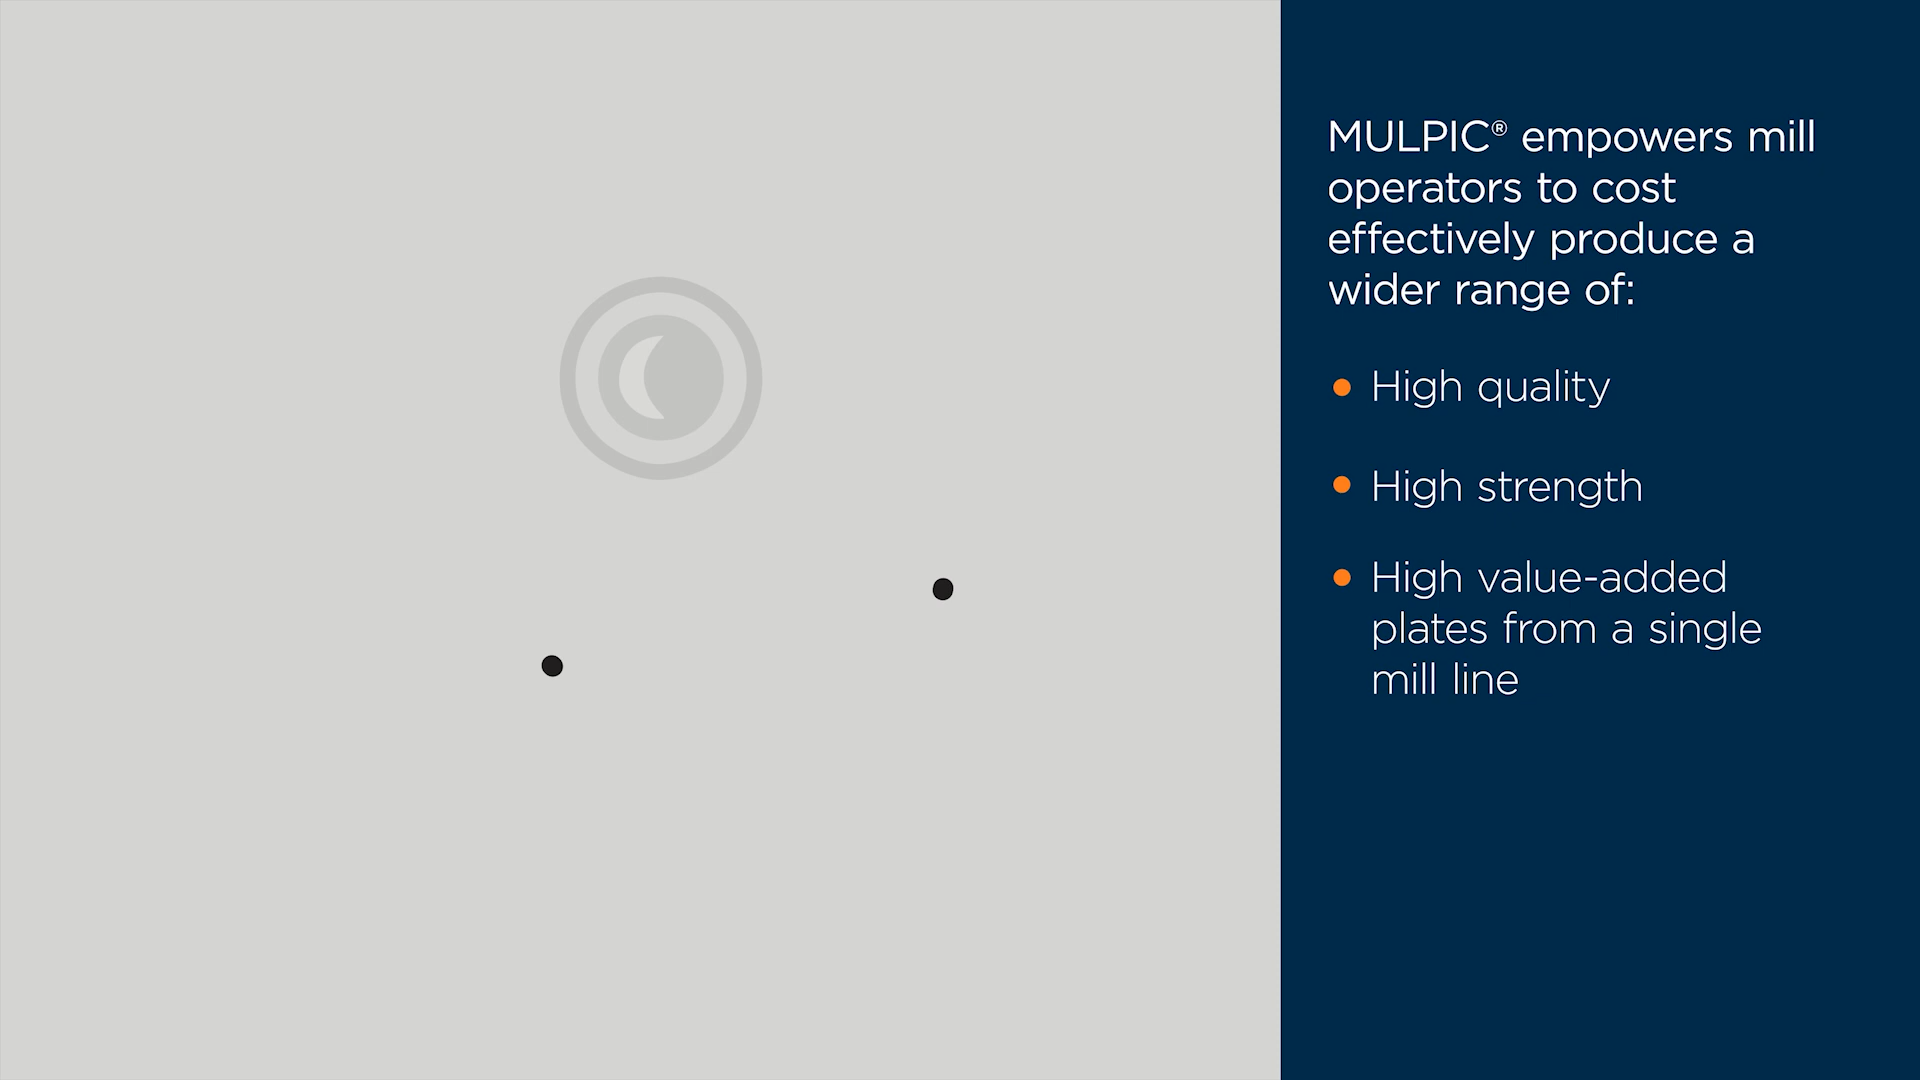 MULPIC® empowers mill
operators to cost
effectively produce a
wider range of:
High quality
High strength
High value-added
plates from a single
mill line